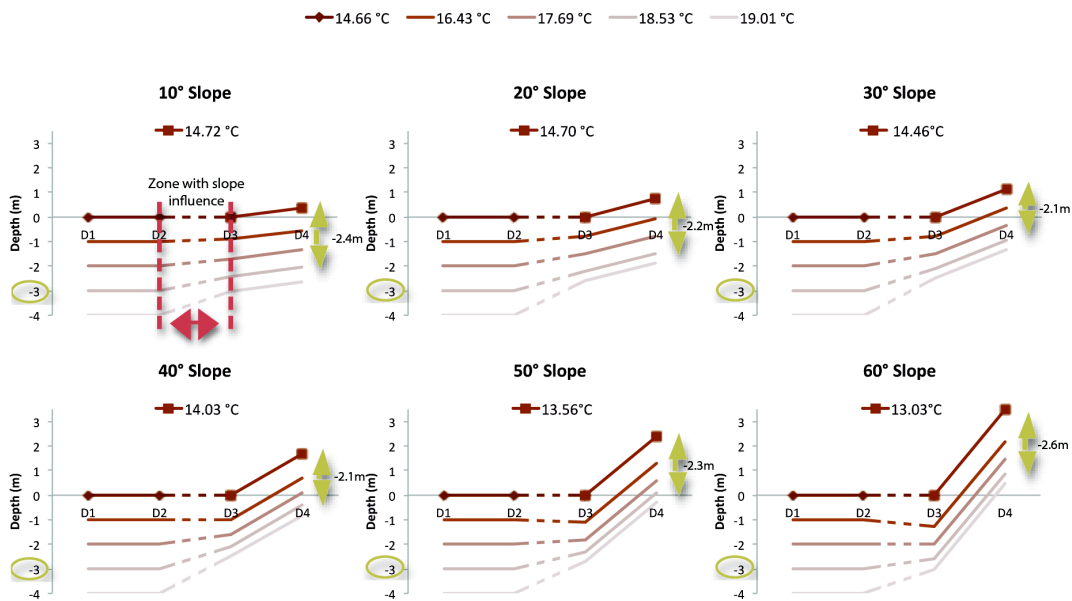 14.66 °C 16.43 °C 17.69 °C 18.53 °C 19.01 °C
10° Slope
14.72 °C
3
2
1
0
-1
-2
-3
-4
Depth (m)
Zone with slope
influence
D1 D2 D3 D4
-2.4m
20° Slope
14.70 °C
3
2
1
0
-1
-2
-3
-4
Depth (m)
D1 D2 D3 D4
-2.2m
30° Slope
14.46°C
3
2
1
0
-1
-2
-3
-4
Depth (m)
D1 D2 D3 D4
-2.1m
40° Slope
14.03 °C
3
2
1
0
-1
-2
-3
-4
Depth (m)
D1 D2 D3 D4
-2.1m
50° Slope
13.56°C
3
2
1
0
-1
-2
-3
-4
Depth (m)
D1 D2 D3 D4
-2.3m
60° Slope
13.03°C
3
2
1
0
-1
-2
-3
-4
Depth (m)
D1 D2 D3 D4
-2.6m